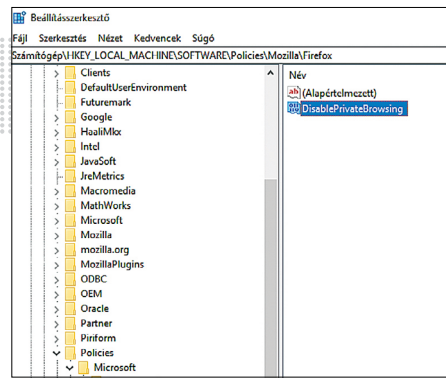 Beállításszerkesztő
Fájl Szerkesztés Nézet Kedvencek Súgó
Számítógép\HKEY_LOCAL_MACHINE\SOFTWARE\Policies\Mozilla\Firefox
Clients
DefaultUserEnvironment
Futuremark
Google
HaaliMkx
Intel
JavaSoft
JreMetrics
Macromedia
MathWorks
Microsoft
Mozilla
mozilla.org
MozillaPlugins
ODBC
OEM
Oracle
Partner
Piriform
Policies
Microsoft
Név
ab (Alapértelmezett)
DisablePrivateBrowsing